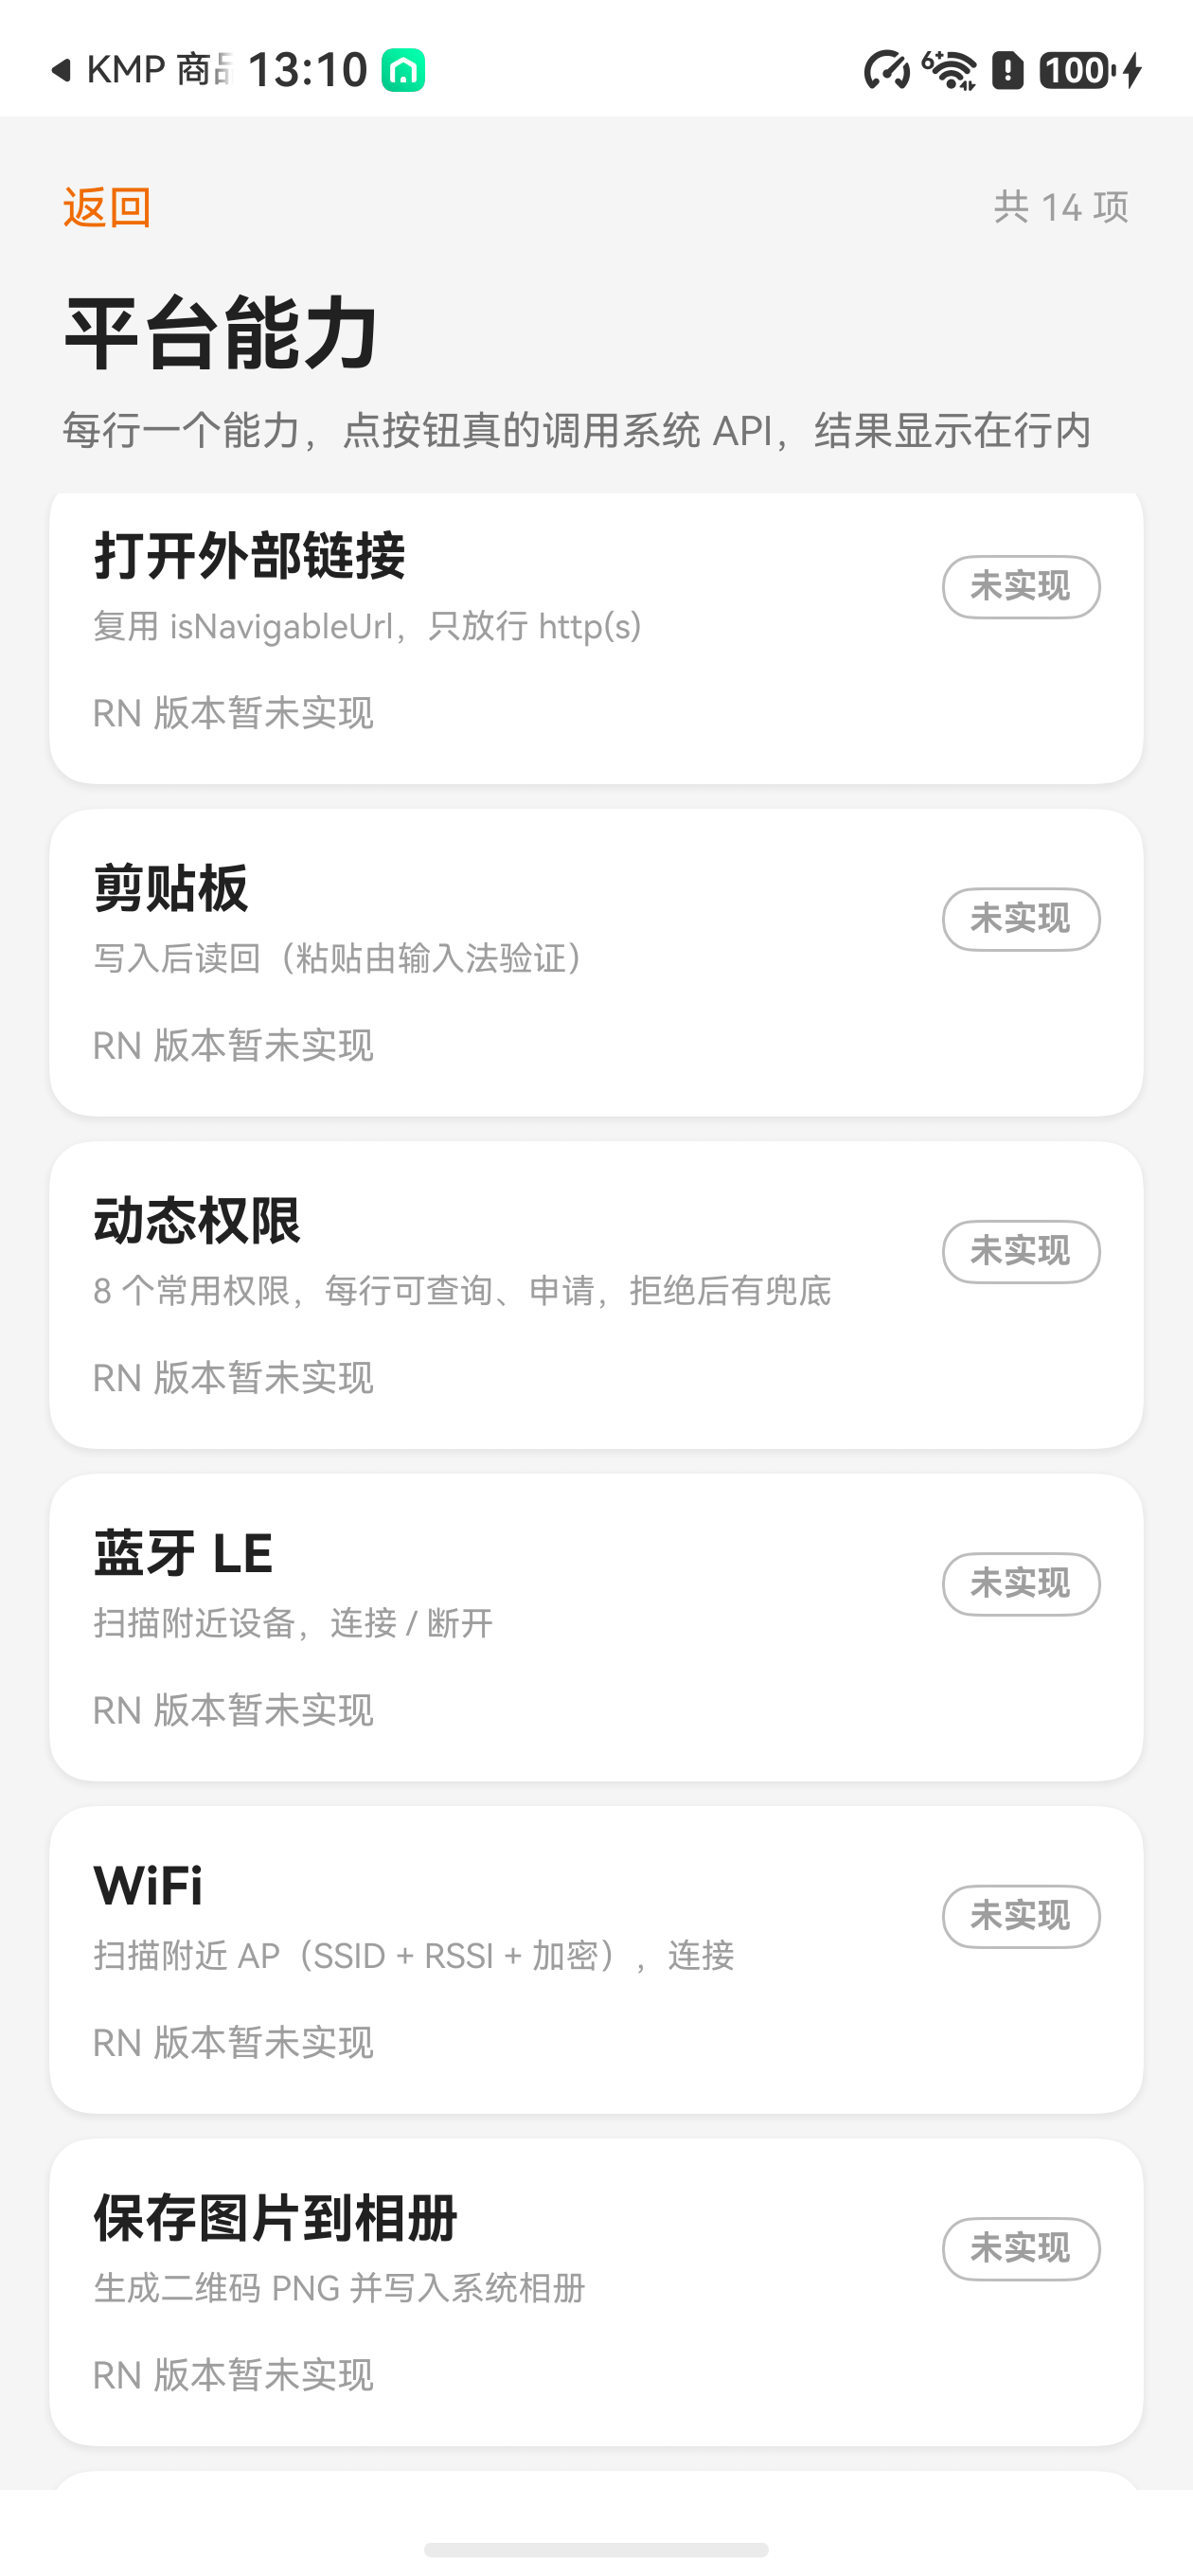 KMP 商品 13:10 6+ 100
返回 共 14 项
平台能力
每行一个能力，点按钮真的调用系统 API，结果显示在行内
打开外部链接
未实现
复用 isNavigableUrl，只放行 http(s)
RN 版本暂未实现
剪贴板
未实现
写入后读回（粘贴由输入法验证）
RN 版本暂未实现
动态权限
未实现
8 个常用权限，每行可查询、申请，拒绝后有兜底
RN 版本暂未实现
蓝牙 LE
未实现
扫描附近设备，连接 / 断开
RN 版本暂未实现
WiFi
未实现
扫描附近 AP（SSID + RSSI + 加密），连接
RN 版本暂未实现
保存图片到相册
未实现
生成二维码 PNG 并写入系统相册
RN 版本暂未实现